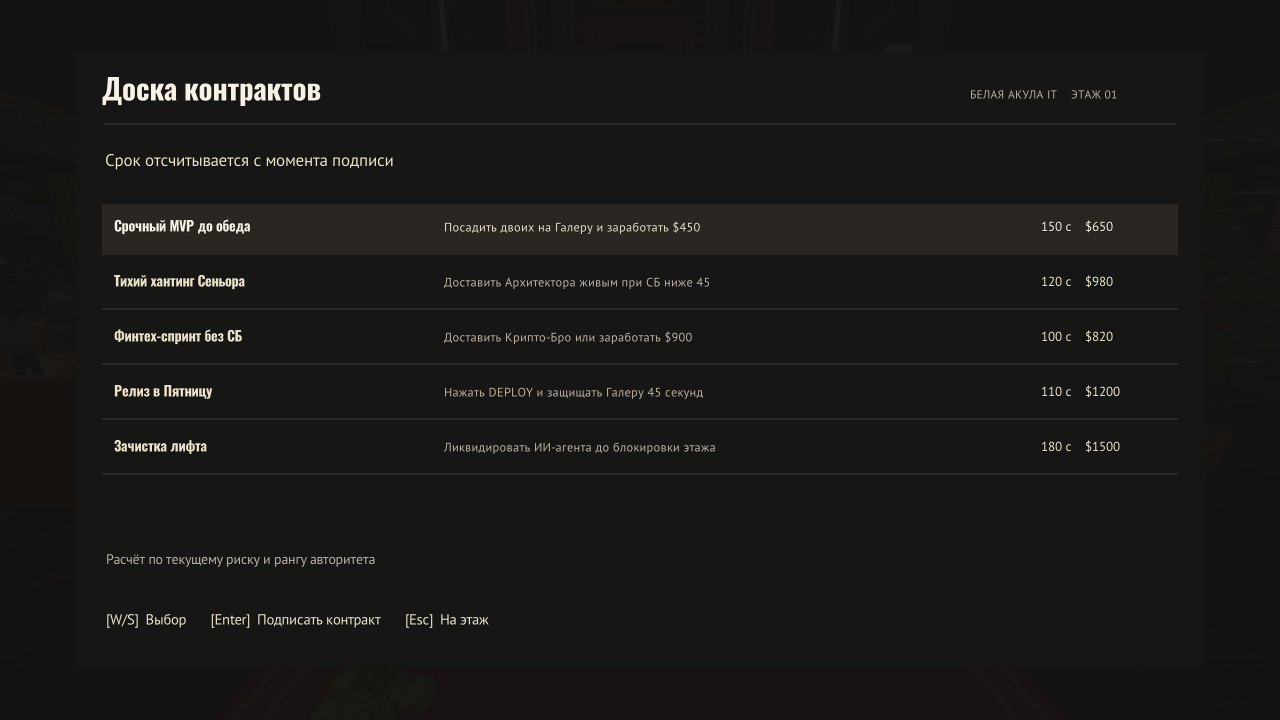 Доска контрактов
БЕЛАЯ АКУЛА IT ЭТАЖ 01
Срок отсчитывается с момента подписи
Срочный MVP до обеда Посадить двоих на Галеру и заработать $450 150 с $650
Тихий хантинг Сеньора Доставить Архитектора живым при СБ ниже 45 120 с $980
Финтех-спринт без СБ Доставить Крипто-Бро или заработать $900 100 с $820
Релиз в Пятницу Нажать DEPLOY и защищать Галеру 45 секунд 110 с $1200
Зачистка лифта Ликвидировать ИИ-агента до блокировки этажа 180 с $1500
Расчёт по текущему риску и рангу авторитета
[W/S] Выбор [Enter] Подписать контракт [Esc] На этаж